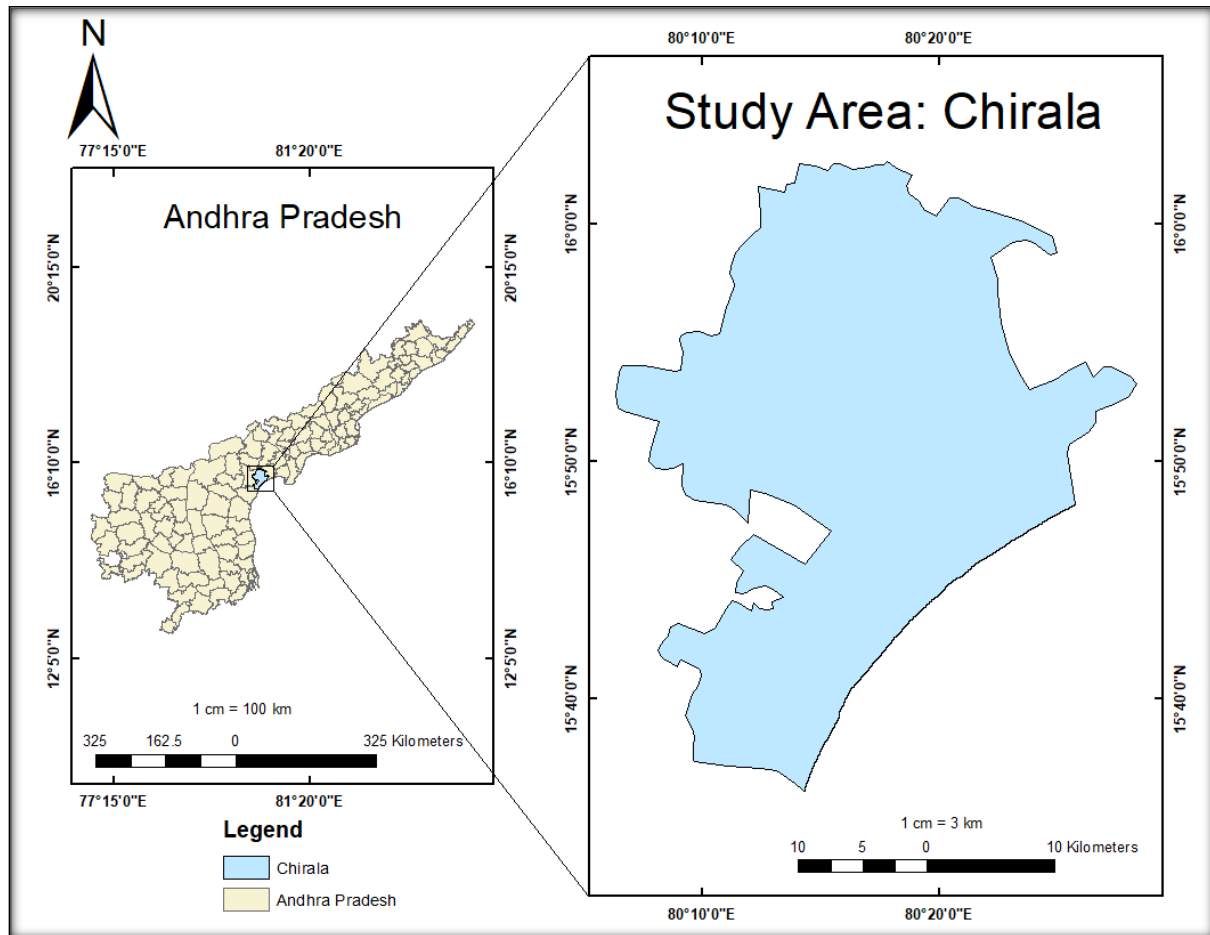 N
77°15'0"E 81°20'0"E
Andhra Pradesh
20°15'0"N 20°15'0"N
16°10'0"N 16°10'0"N
12°5'0"N 12°5'0"N
1 cm = 100 km
325 162.5 0 325 Kilometers
77°15'0"E 81°20'0"E
Legend
Chirala
Andhra Pradesh
80°10'0"E 80°20'0"E
Study Area: Chirala
16°0'0"N 16°0'0"N
15°50'0"N 15°50'0"N
15°40'0"N 15°40'0"N
1 cm = 3 km
10 5 0 10 Kilometers
80°10'0"E 80°20'0"E